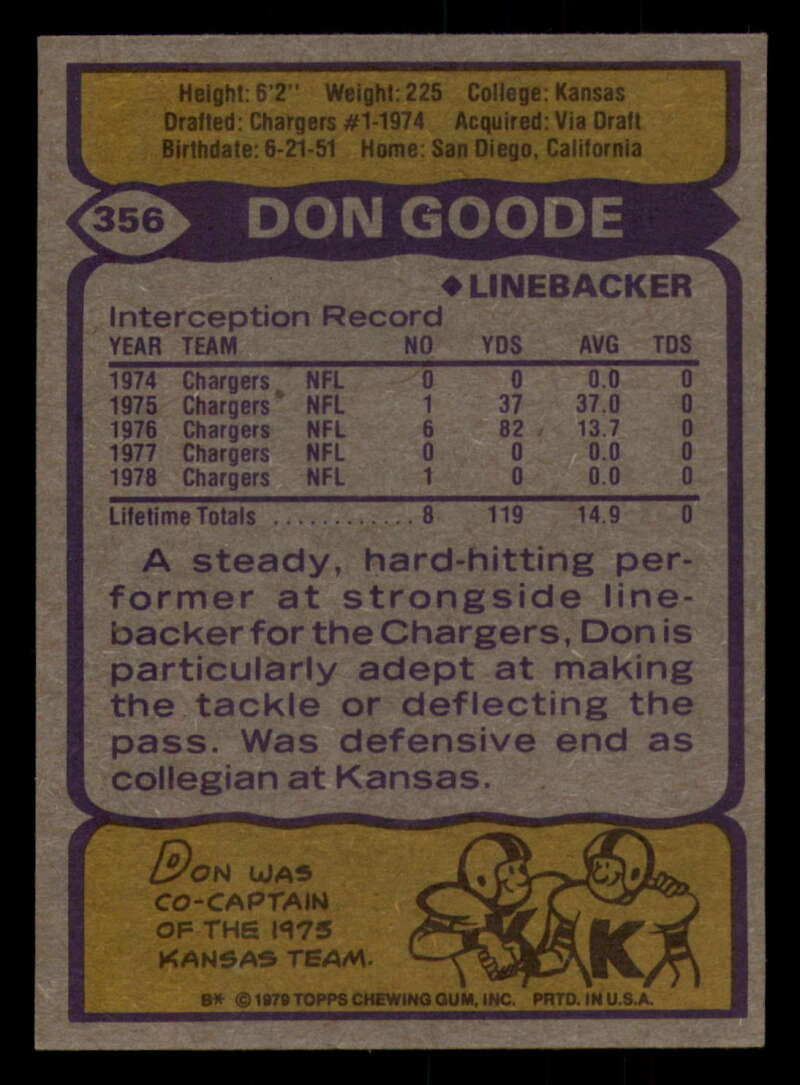 Height: 6'2" Weight: 225 College: Kansas
Drafted: Chargers #1-1974 Acquired: Via Draft
Birthdate: 6-21-51 Home: San Diego, California
356 DON GOODE
◆ LINEBACKER
Interception Record
YEAR TEAM NO YDS AVG TDS
1974 Chargers NFL 0 0 0.0 0
1975 Chargers NFL 1 37 37.0 0
1976 Chargers NFL 6 82 13.7 0
1977 Chargers NFL 0 0 0.0 0
1978 Chargers NFL 1 0 0.0 0
Lifetime Totals ............ 8 119 14.9 0
A steady, hard-hitting per-
former at strongside line-
backer for the Chargers, Don is
particularly adept at making
the tackle or deflecting the
pass. Was defensive end as
collegian at Kansas.
DON WAS
CO-CAPTAIN
OF THE 1973
KANSAS TEAM.
K K
B* © 1979 TOPPS CHEWING GUM, INC. PRTD. IN U.S.A.